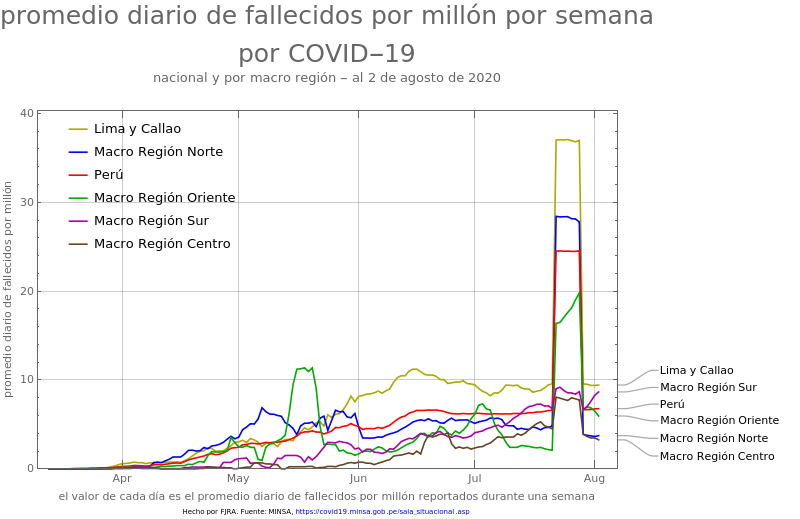 promedio diario de fallecidos por millón por semana
por COVID−19
nacional y por macro región − al 2 de agosto de 2020
promedio diario de fallecidos por millón
40
30
20
10
0
Lima y Callao
Macro Región Norte
Perú
Macro Región Oriente
Macro Región Sur
Macro Región Centro
Lima y Callao
Macro Región Sur
Perú
Macro Región Oriente
Macro Región Norte
Macro Región Centro
Apr May Jun Jul Aug
el valor de cada día es el promedio diario de fallecidos por millón reportados durante una semana
Hecho por FJRA. Fuente: MINSA, https://covid19.minsa.gob.pe/sala_situacional.asp